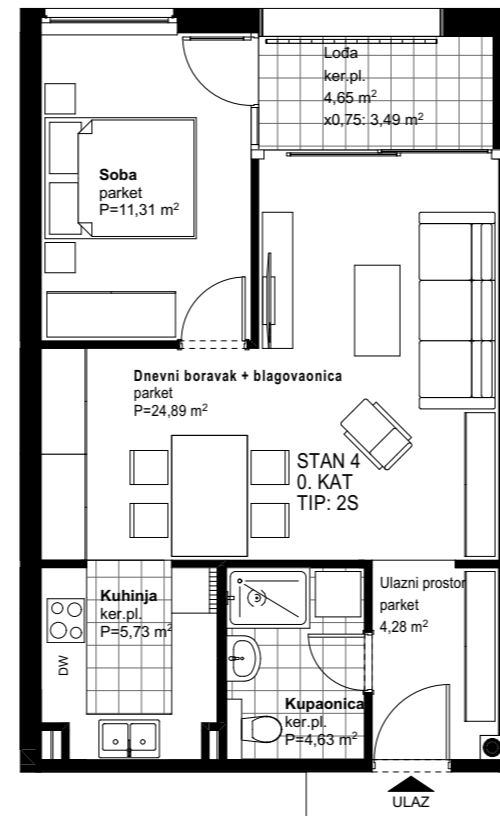 Lođa
ker.pl.
4,65 m²
x0,75: 3,49 m²
Soba
parket
P=11,31 m²
Dnevni boravak + blagovaonica
parket
P=24,89 m²
STAN 4
0. KAT
TIP: 2S
Kuhinja
ker.pl.
P=5,73 m²
DW
Ulazni prostor
parket
4,28 m²
Kupaonica
ker.pl.
P=4,63 m²
ULAZ